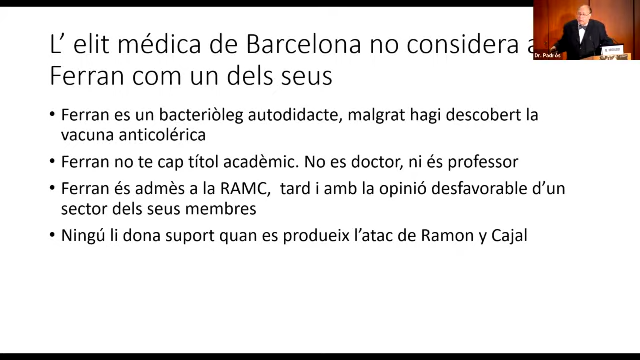 L' elit médica de Barcelona no considera a
Ferran com un dels seus
• Ferran es un bacteriòleg autodidacte, malgrat hagi descobert la
vacuna anticolérica
• Ferran no te cap títol acadèmic. No es doctor, ni és professor
• Ferran és admès a la RAMC, tard i amb la opinió desfavorable d'un
sector dels seus membres
• Ningú li dona suport quan es produeix l'atac de Ramon y Cajal
Dr. Padrós